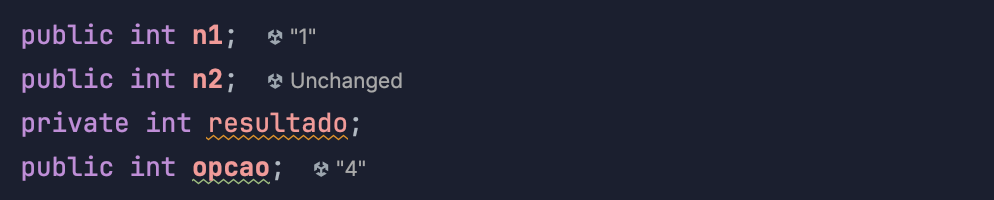 public int n1; "1"
public int n2; Unchanged
private int resultado;
public int opcao; "4"